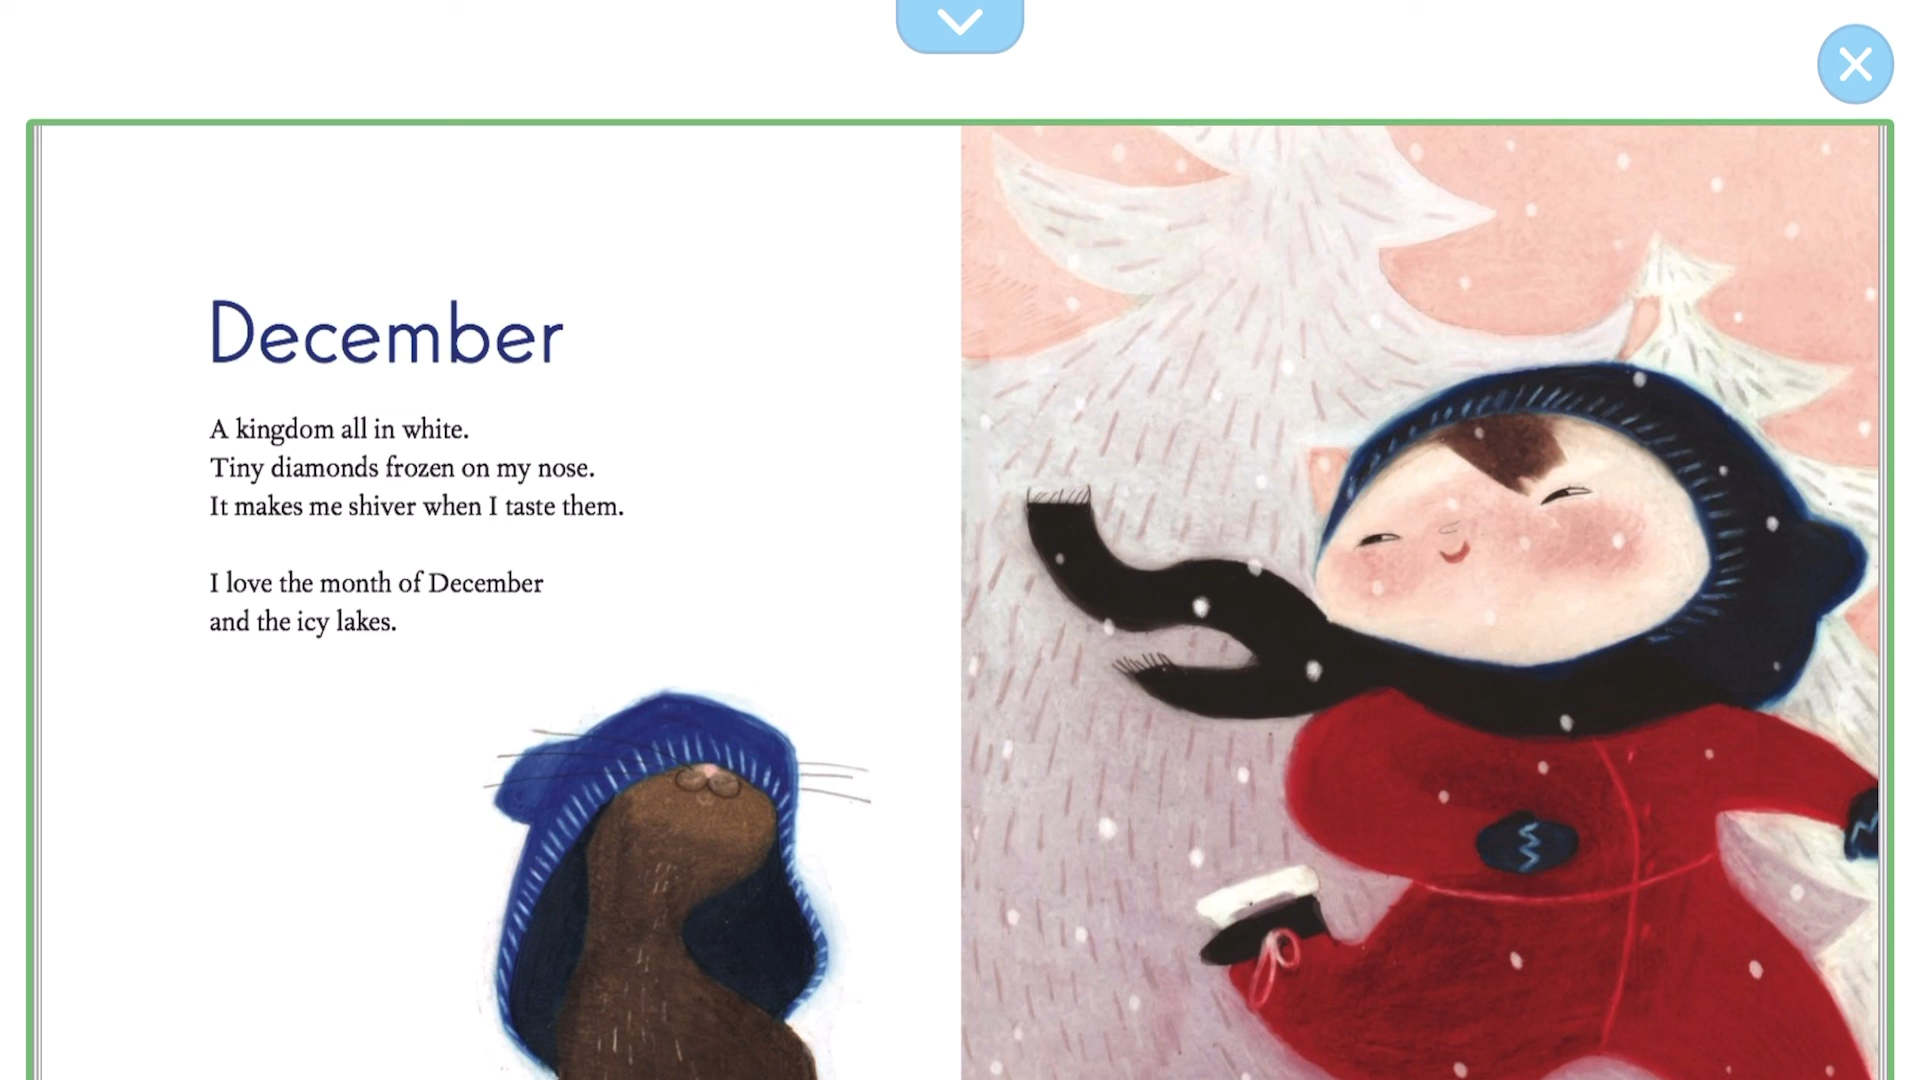 December
A kingdom all in white.
Tiny diamonds frozen on my nose.
It makes me shiver when I taste them.
I love the month of December
and the icy lakes.